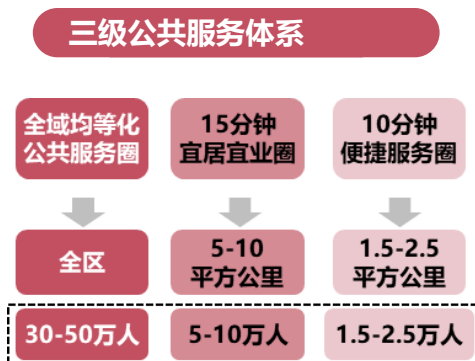 三级公共服务体系
全域均等化
公共服务圈
15分钟
宜居宜业圈
10分钟
便捷服务圈
全区
5-10
平方公里
1.5-2.5
平方公里
30-50万人
5-10万人
1.5-2.5万人